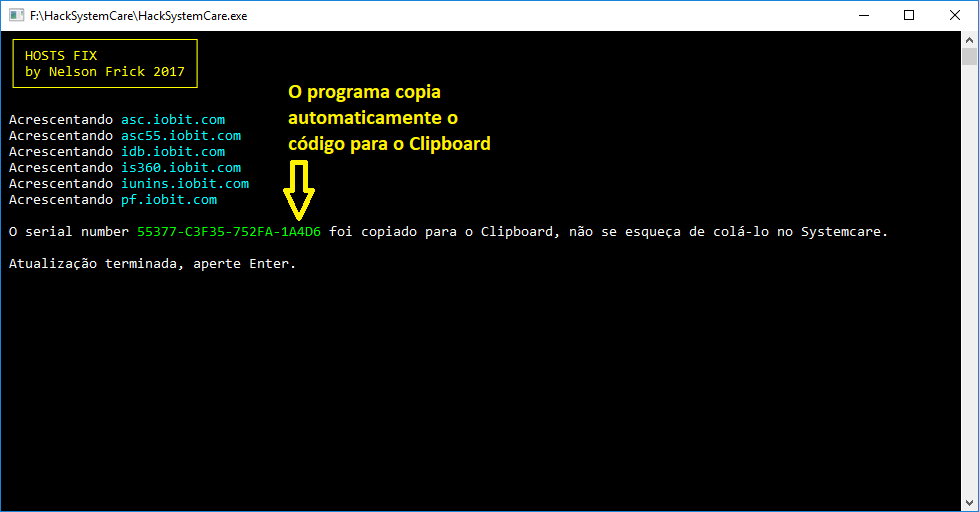 F:\HackSystemCare\HackSystemCare.exe
HOSTS FIX
by Nelson Frick 2017
O programa copia
automaticamente o
código para o Clipboard
Acrescentando asc.iobit.com
Acrescentando asc55.iobit.com
Acrescentando idb.iobit.com
Acrescentando is360.iobit.com
Acrescentando iunins.iobit.com
Acrescentando pf.iobit.com
O serial number 55377-C3F35-752FA-1A4D6 foi copiado para o Clipboard, não se esqueça de colá-lo no Systemcare.
Atualização terminada, aperte Enter.